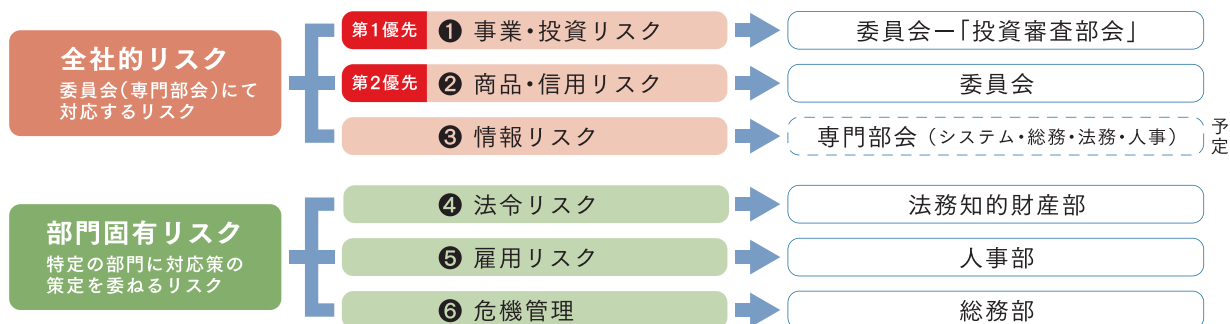 全社的リスク
委員会(専門部会)にて
対応するリスク
第1優先 ❶ 事業・投資リスク
委員会ー「投資審査部会」
第2優先 ❷ 商品・信用リスク
委員会
❸ 情報リスク
専門部会(システム・総務・法務・人事)
予定
部門固有リスク
特定の部門に対応策の
策定を委ねるリスク
❹ 法令リスク
法務知的財産部
❺ 雇用リスク
人事部
❻ 危機管理
総務部